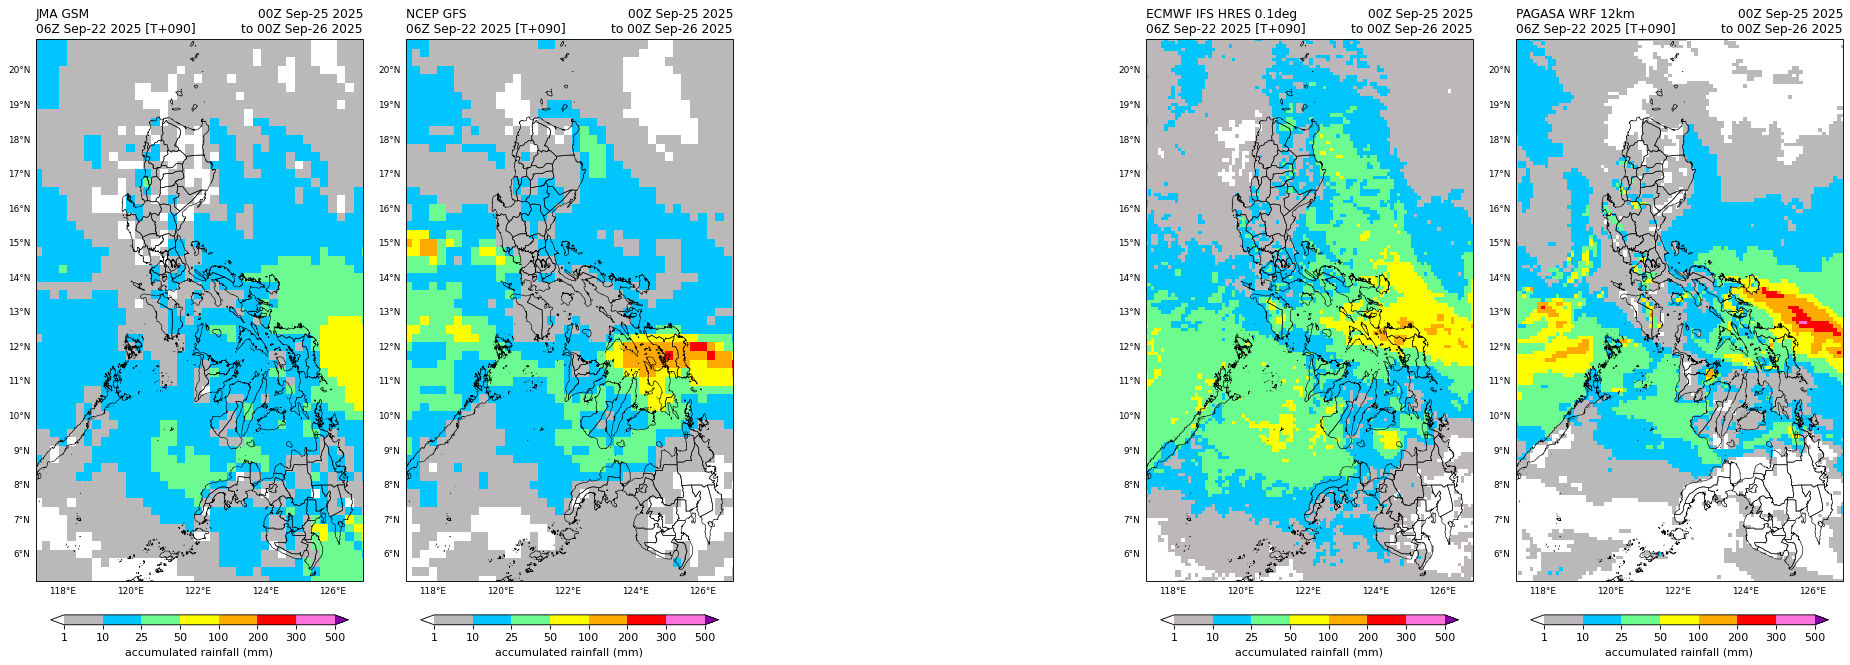 JMA GSM 00Z Sep-25 2025
06Z Sep-22 2025 [T+090] to 00Z Sep-26 2025
20°N
19°N
18°N
17°N
16°N
15°N
14°N
13°N
12°N
11°N
10°N
9°N
8°N
7°N
6°N
118°E 120°E 122°E 124°E 126°E
1 10 25 50 100 200 300 500
accumulated rainfall (mm)
NCEP GFS 00Z Sep-25 2025
06Z Sep-22 2025 [T+090] to 00Z Sep-26 2025
20°N
19°N
18°N
17°N
16°N
15°N
14°N
13°N
12°N
11°N
10°N
9°N
8°N
7°N
6°N
118°E 120°E 122°E 124°E 126°E
1 10 25 50 100 200 300 500
accumulated rainfall (mm)
ECMWF IFS HRES 0.1deg 00Z Sep-25 2025
06Z Sep-22 2025 [T+090] to 00Z Sep-26 2025
20°N
19°N
18°N
17°N
16°N
15°N
14°N
13°N
12°N
11°N
10°N
9°N
8°N
7°N
6°N
118°E 120°E 122°E 124°E 126°E
1 10 25 50 100 200 300 500
accumulated rainfall (mm)
PAGASA WRF 12km 00Z Sep-25 2025
06Z Sep-22 2025 [T+090] to 00Z Sep-26 2025
20°N
19°N
18°N
17°N
16°N
15°N
14°N
13°N
12°N
11°N
10°N
9°N
8°N
7°N
6°N
118°E 120°E 122°E 124°E 126°E
1 10 25 50 100 200 300 500
accumulated rainfall (mm)